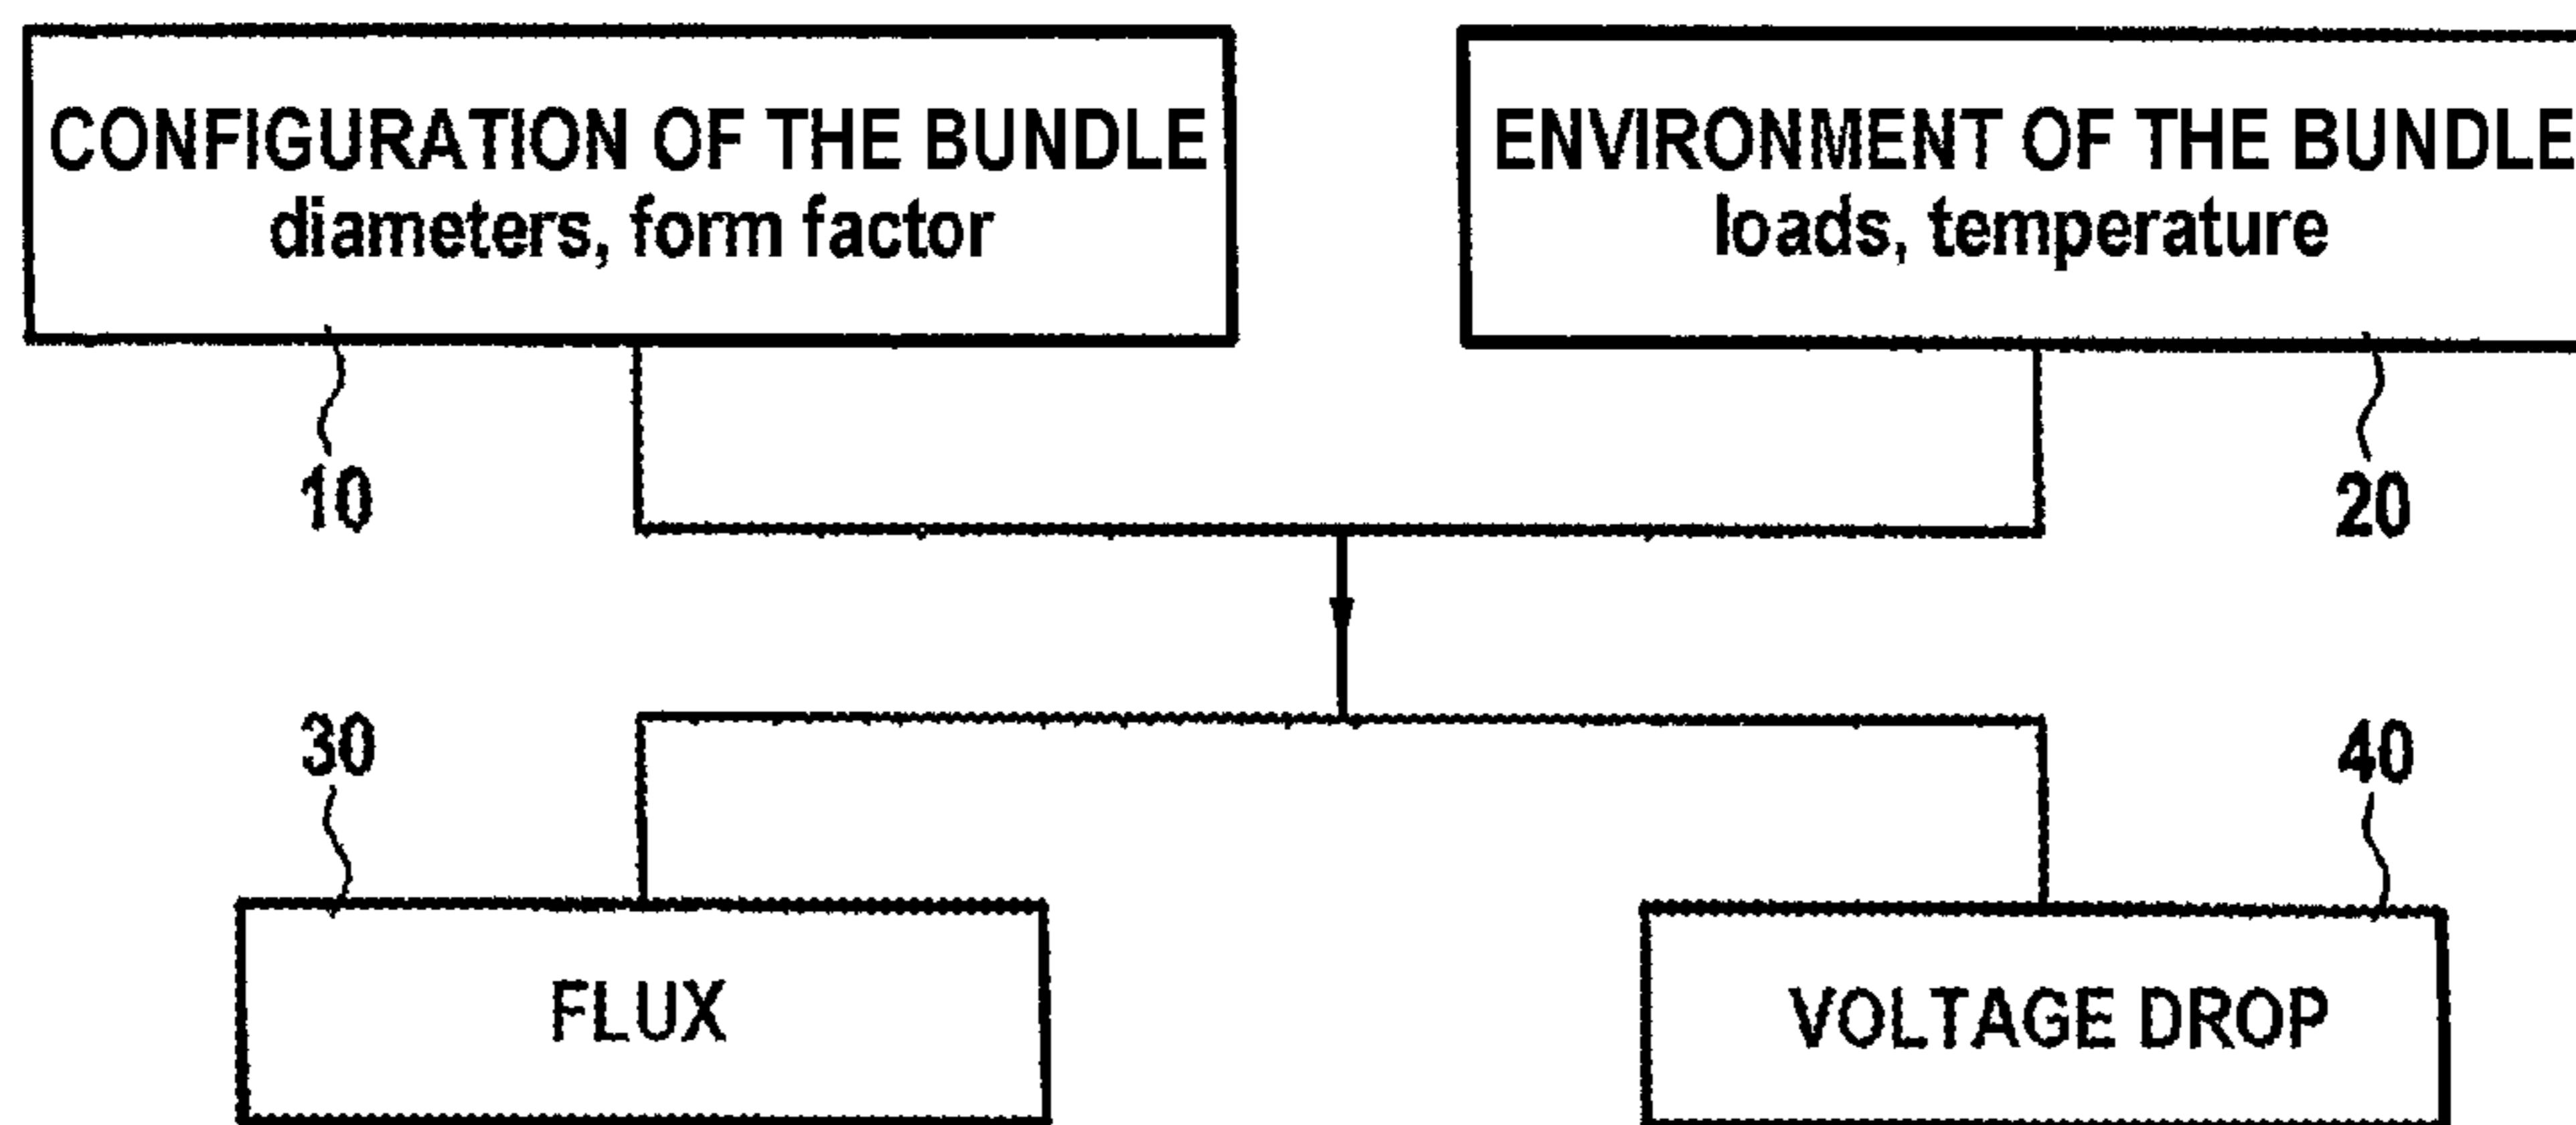 CONFIGURATION OF THE BUNDLE
diameters, form factor
ENVIRONMENT OF THE BUNDLE
loads, temperature
10
20
30
40
FLUX
VOLTAGE DROP